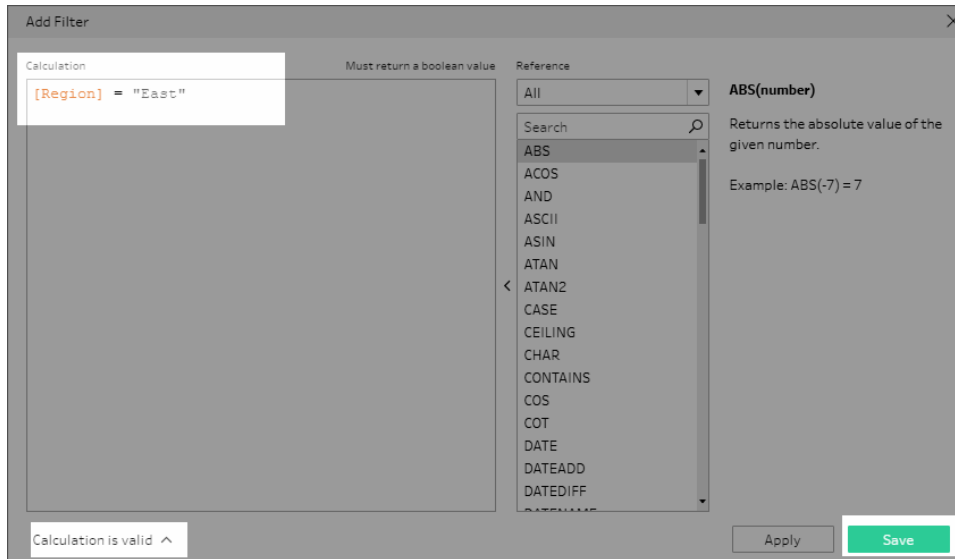 Add Filter
Calculation
Must return a boolean value
[Region] = "East"
Reference
All
Search
ABS
ACOS
AND
ASCII
ASIN
ATAN
ATAN2
CASE
CEILING
CHAR
CONTAINS
COS
COT
DATE
DATEADD
DATEDIFF
DATENAME
ABS(number)
Returns the absolute value of the
given number.
Example: ABS(-7) = 7
Calculation is valid
Apply
Save